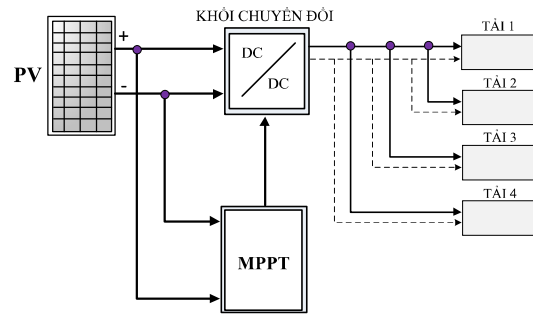 KHỐI CHUYỂN ĐỔI
PV
+
-
DC
DC
MPPT
TẢI 1
TẢI 2
TẢI 3
TẢI 4